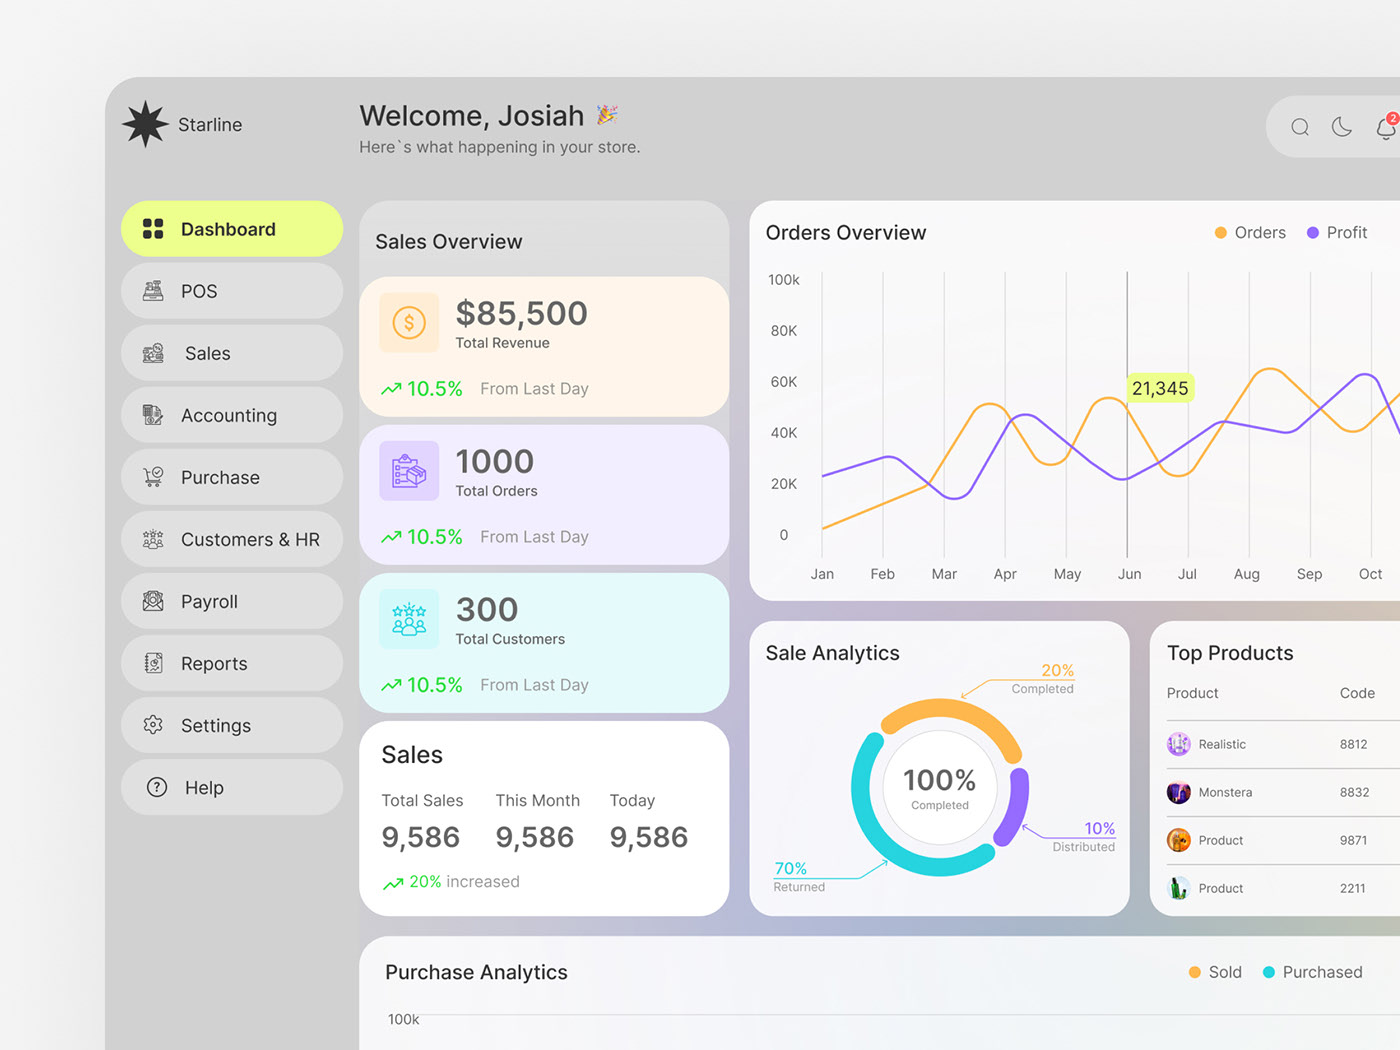 Starline
Welcome, Josiah
Here`s what happening in your store.
2
Dashboard
POS
Sales
Accounting
Purchase
Customers & HR
Payroll
Reports
Settings
Help
Sales Overview
$85,500
Total Revenue
10.5% From Last Day
1000
Total Orders
10.5% From Last Day
300
Total Customers
10.5% From Last Day
Sales
Total Sales This Month Today
9,586 9,586 9,586
20% increased
Orders Overview
Orders Profit
100k
80K
60K
40K
20K
0
21,345
Jan Feb Mar Apr May Jun Jul Aug Sep Oct
Sale Analytics
20%
Completed
100%
Completed
10%
Distributed
70%
Returned
Top Products
Product Code
Realistic 8812
Monstera 8832
Product 9871
Product 2211
Purchase Analytics
Sold Purchased
100k